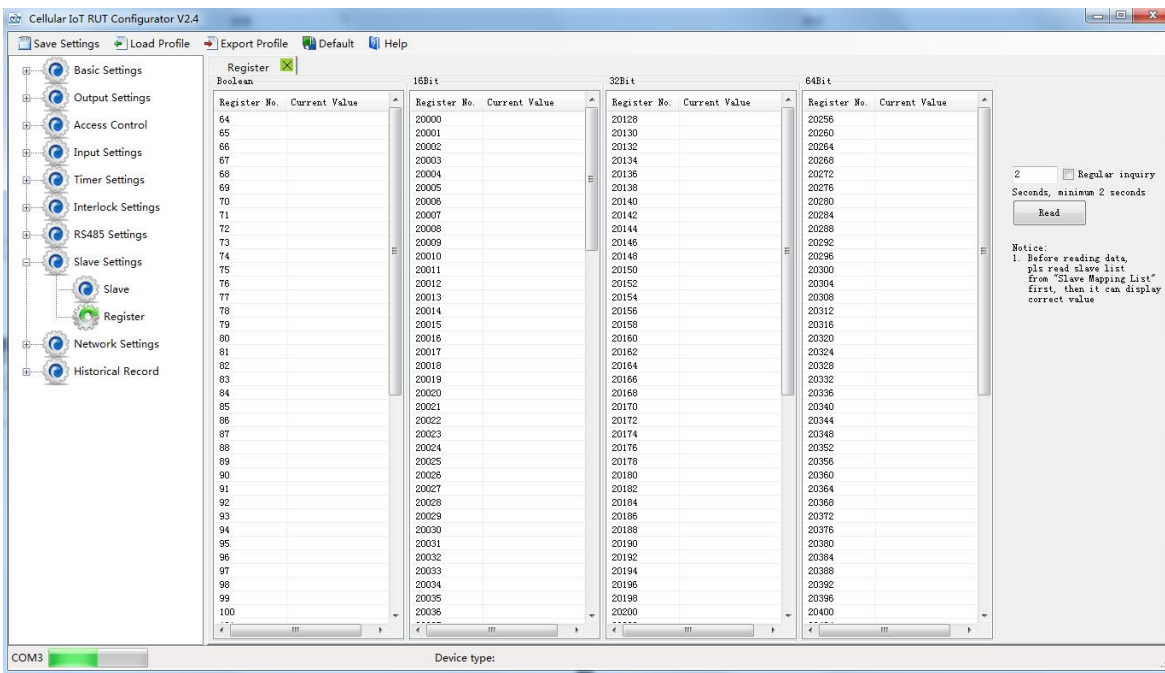 Cellular IoT RUT Configurator V2.4
Save Settings Load Profile Export Profile Default Help
Basic Settings
Output Settings
Access Control
Input Settings
Timer Settings
Interlock Settings
RS485 Settings
Slave Settings
Slave
Register
Network Settings
Historical Record
Register
Boolean 16Bit 32Bit 64Bit
Register No. Current Value Register No. Current Value Register No. Current Value Register No. Current Value
64 20000 20128 20256
65 20001 20130 20260
66 20002 20132 20264
67 20003 20134 20268
68 20004 20136 20272
69 20005 20138 20276
70 20006 20140 20280
71 20007 20142 20284
72 20008 20144 20288
73 20009 20146 20292
74 20010 20148 20296
75 20011 20150 20300
76 20012 20152 20304
77 20013 20154 20308
78 20014 20156 20312
79 20015 20158 20316
80 20016 20160 20320
81 20017 20162 20324
82 20018 20164 20328
83 20019 20166 20332
84 20020 20168 20336
85 20021 20170 20340
86 20022 20172 20344
87 20023 20174 20348
88 20024 20176 20352
89 20025 20178 20356
90 20026 20180 20360
91 20027 20182 20364
92 20028 20184 20368
93 20029 20186 20372
94 20030 20188 20376
95 20031 20190 20380
96 20032 20192 20384
97 20033 20194 20388
98 20034 20196 20392
99 20035 20198 20396
100 20036 20200 20400
2 Regular inquiry
Seconds, minimum 2 seconds
Read
Notice:
1. Before reading data,
pls read slave list
from "Slave Mapping List"
first, then it can display
correct value
COM3 Device type: